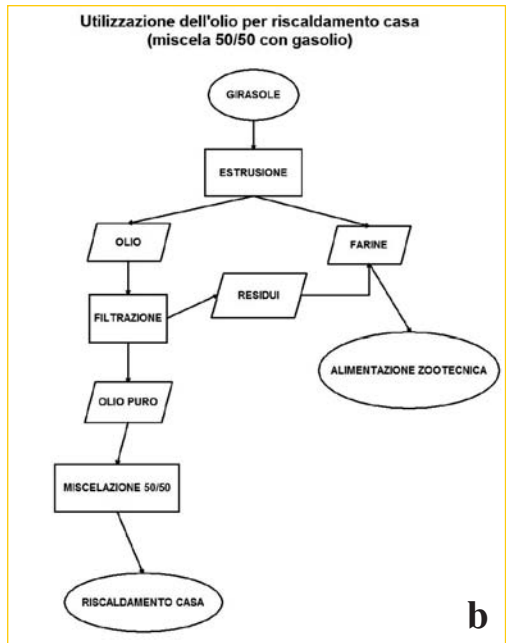 Utilizzazione dell'olio per riscaldamento casa
(miscela 50/50 con gasolio)
GIRASOLE
ESTRUSIONE
OLIO
FARINE
RESIDUI
FILTRAZIONE
ALIMENTAZIONE ZOOTECNICA
OLIO PURO
MISCELAZIONE 50/50
RISCALDAMENTO CASA
b